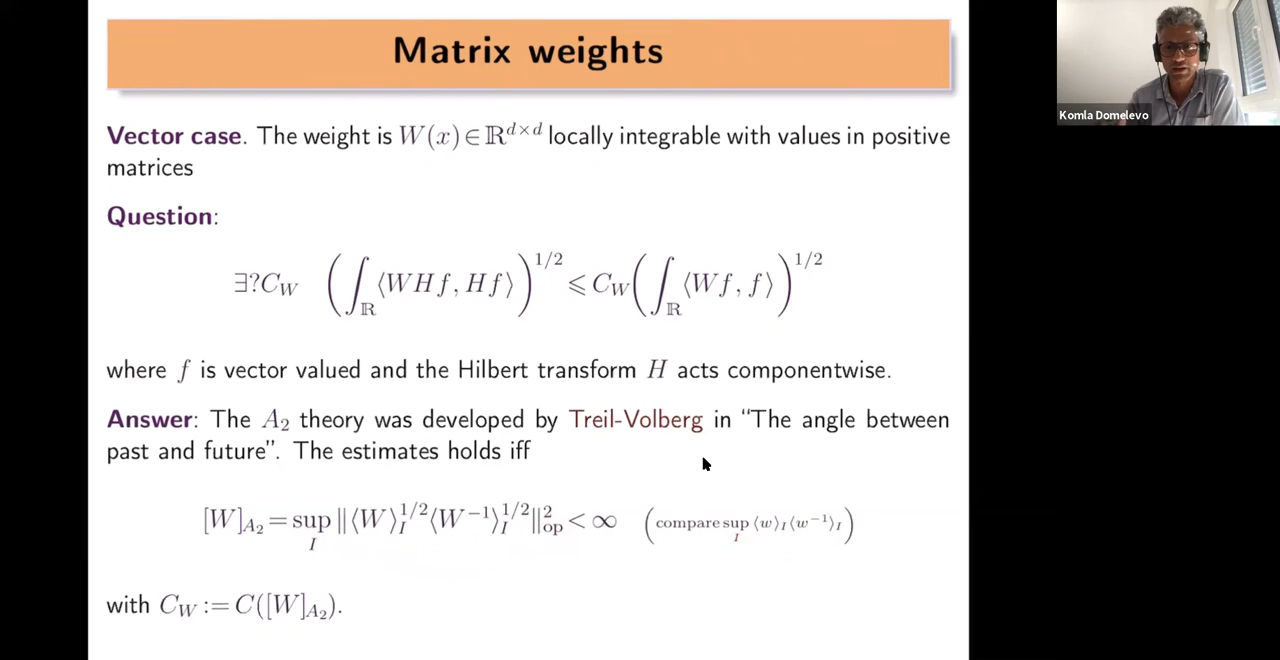 Matrix weights
Komla Domelevo
Vector case. The weight is W(x) ∈ ℝ^{d×d} locally integrable with values in positive
matrices
Question:
∃?C_W (∫_ℝ ⟨WHf, Hf⟩)^{1/2} ⩽ C_W(∫_ℝ ⟨Wf, f⟩)^{1/2}
where f is vector valued and the Hilbert transform H acts componentwise.
Answer: The A_2 theory was developed by Treil-Volberg in “The angle between
past and future”. The estimates holds iff
[W]_{A_2} = sup_I ‖⟨W⟩_I^{1/2}⟨W^{−1}⟩_I^{1/2}‖_{op}^2 < ∞ (compare sup_I ⟨w⟩_I⟨w^{−1}⟩_I)
with C_W := C([W]_{A_2}).